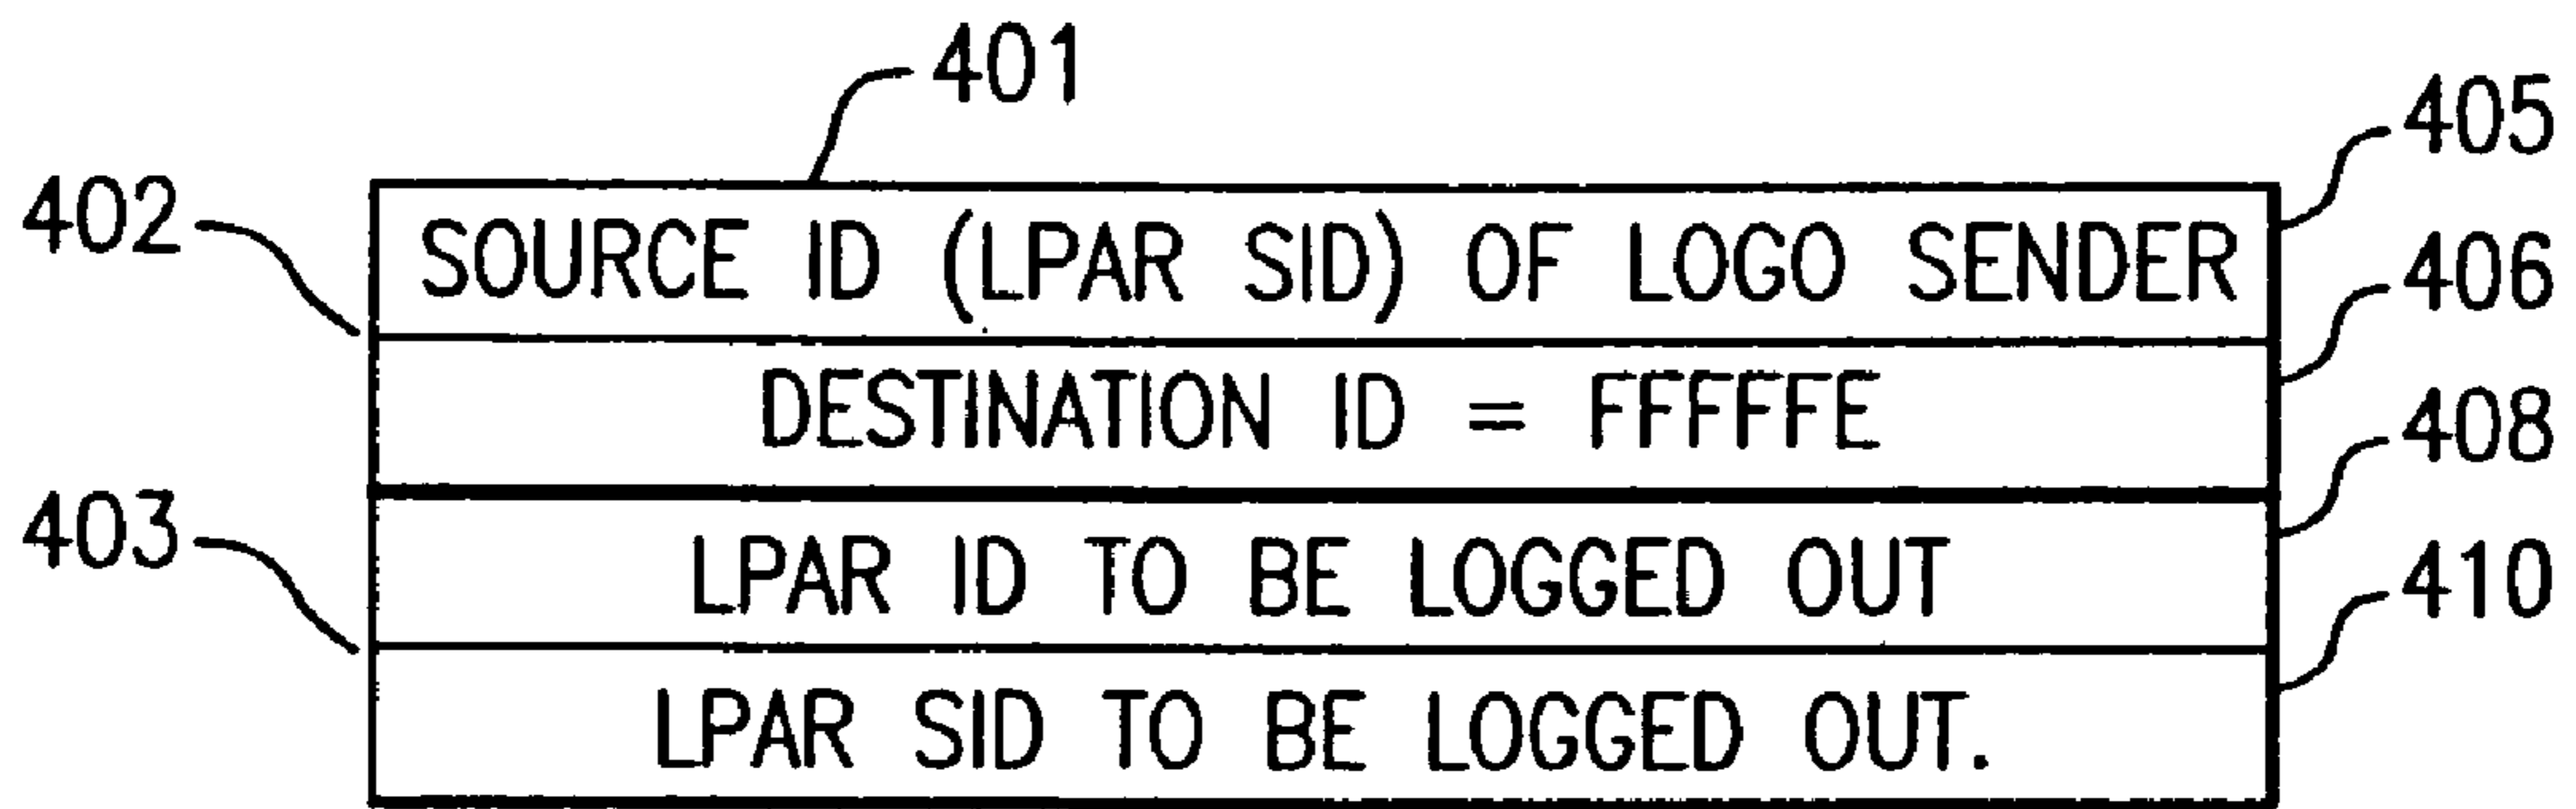 401
405
402
SOURCE ID (LPAR SID) OF LOGO SENDER
406
DESTINATION ID = FFFFFE
408
403
LPAR ID TO BE LOGGED OUT
410
LPAR SID TO BE LOGGED OUT.